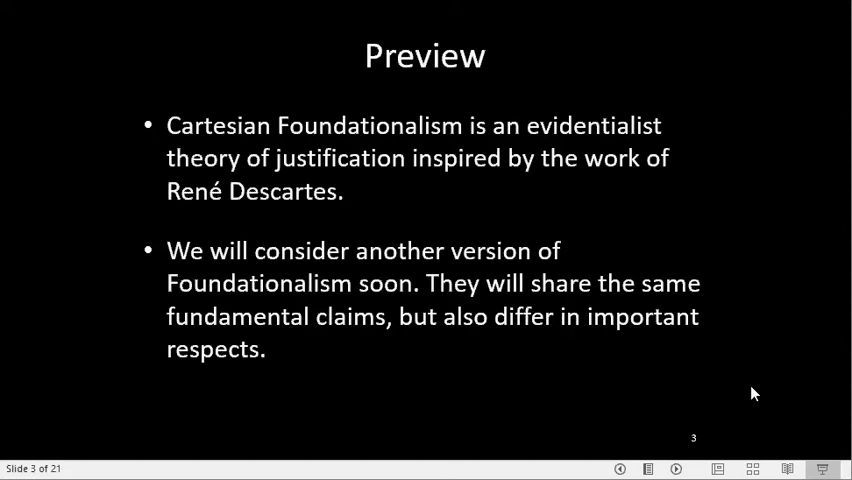 Preview
• Cartesian Foundationalism is an evidentialist
theory of justification inspired by the work of
René Descartes.
• We will consider another version of
Foundationalism soon. They will share the same
fundamental claims, but also differ in important
respects.
3
Slide 3 of 21